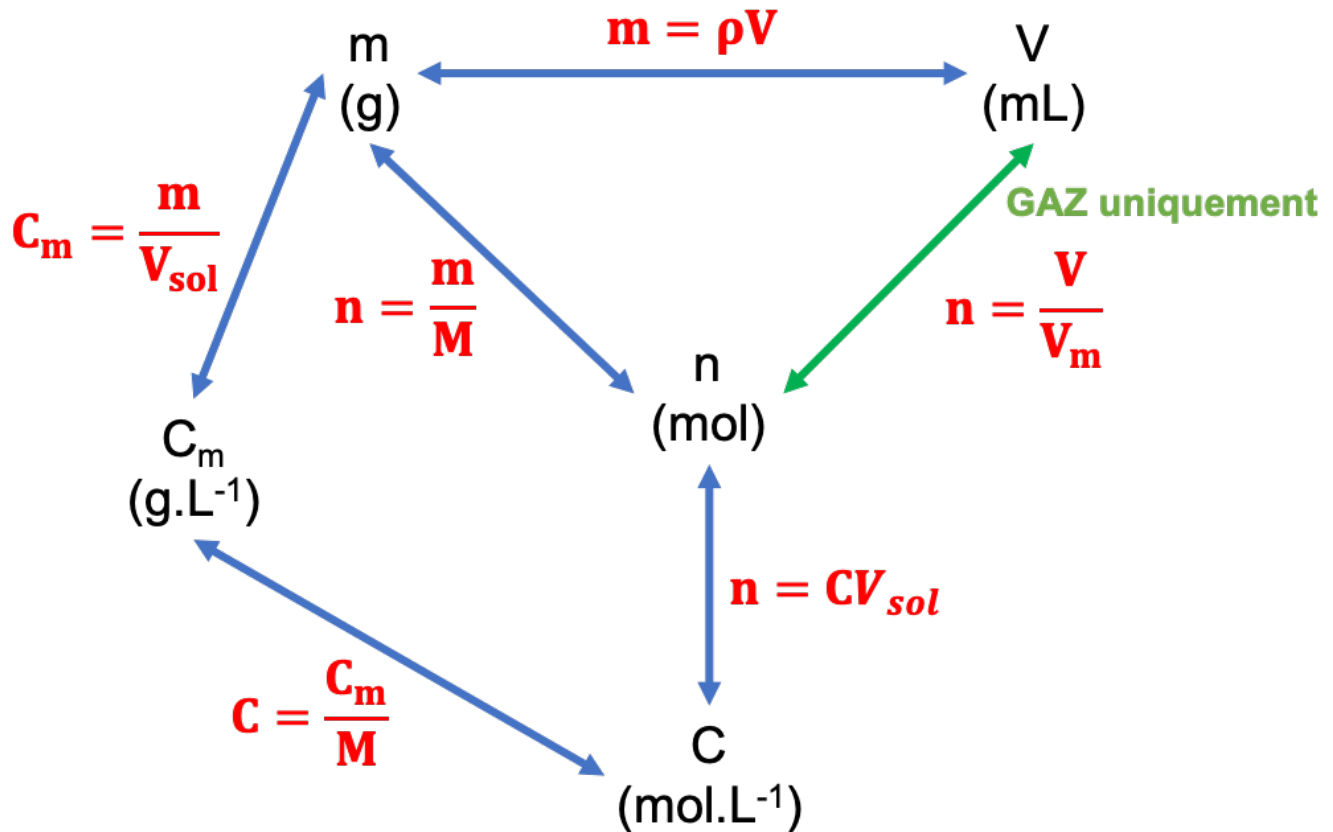 m = ρV
m
(g)
V
(mL)
GAZ uniquement
C_m = m/V_sol
n = m/M
n = V/V_m
n
(mol)
C_m
(g.L⁻¹)
n = CV_sol
C = C_m/M
C
(mol.L⁻¹)